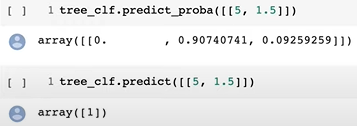 [ ] 1 tree_clf.predict_proba([[5, 1.5]])
array([[0.        , 0.90740741, 0.09259259]])
[ ] 1 tree_clf.predict([[5, 1.5]])
array([1])